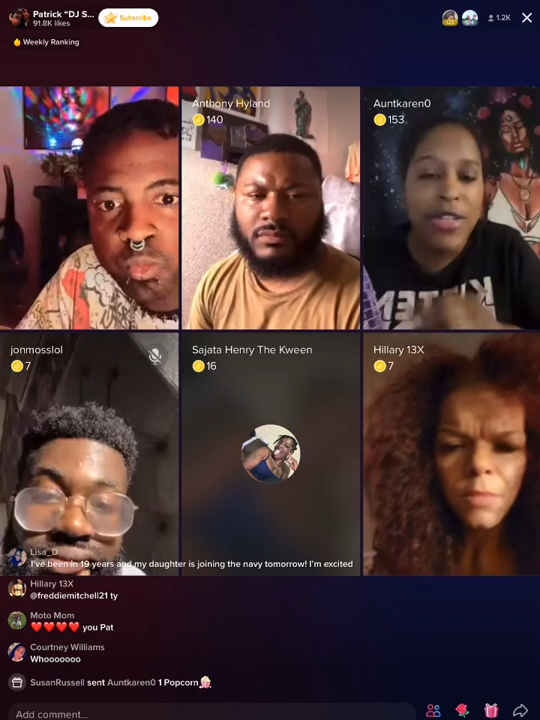 Patrick "DJ S...
91.8K likes
Subscribe
1.2K
Weekly Ranking
Anthony Hyland
140
Auntkaren0
153
jonmosslol
7
Sajata Henry The Kween
16
Hillary 13X
7
Lisa_D
I've been in 19 years and my daughter is joining the navy tomorrow! I'm excited
Hillary 13X
@freddiemitchell21 ty
Moto Mom
❤️❤️❤️❤️ you Pat
Courtney Williams
Whooooooo
SusanRussell sent Auntkaren0 1 Popcorn🍿
Add comment...